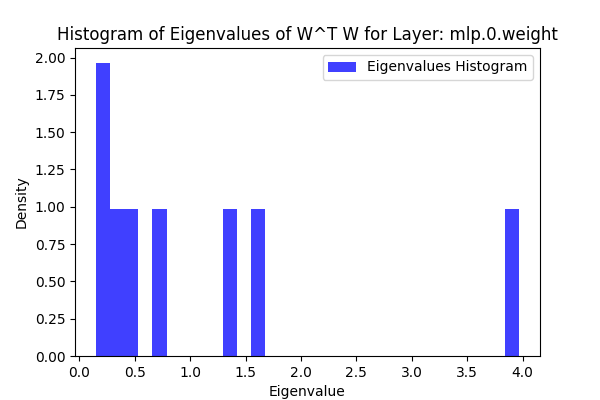 Histogram of Eigenvalues of W^T W for Layer: mlp.0.weight
Eigenvalues Histogram
2.00
1.75
1.50
1.25
1.00
0.75
0.50
0.25
0.00
Density
0.0 0.5 1.0 1.5 2.0 2.5 3.0 3.5 4.0
Eigenvalue